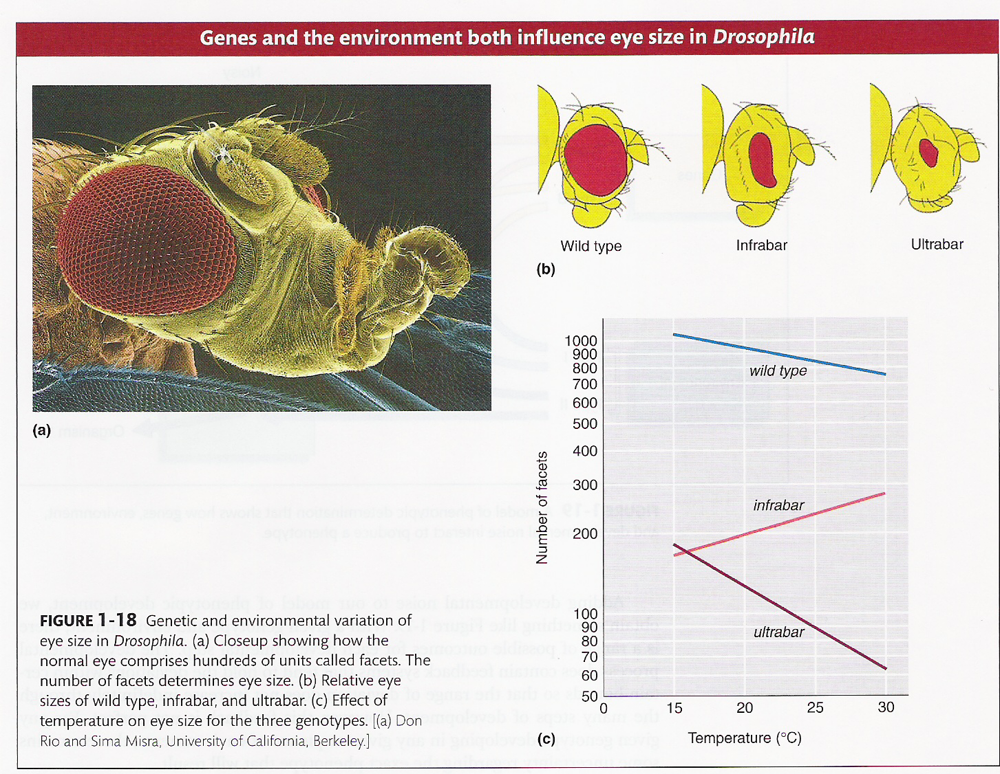 Genes and the environment both influence eye size in Drosophila
(a)
Wild type
Infrabar
Ultrabar
(b)
Number of facets
1000
900
800
700
600
500
400
300
200
100
90
80
70
60
50
wild type
infrabar
ultrabar
0
15
20
25
30
Temperature (°C)
(c)
FIGURE 1-18 Genetic and environmental variation of
eye size in Drosophila. (a) Closeup showing how the
normal eye comprises hundreds of units called facets. The
number of facets determines eye size. (b) Relative eye
sizes of wild type, infrabar, and ultrabar. (c) Effect of
temperature on eye size for the three genotypes. [(a) Don
Rio and Sima Misra, University of California, Berkeley.]